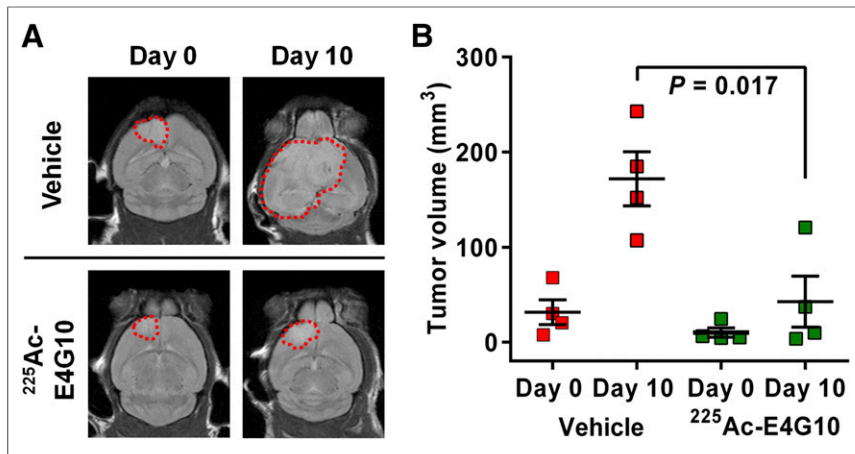 A
Day 0
Day 10
Vehicle
²²⁵Ac-
E4G10
B
Tumor volume (mm³)
300
200
100
0
P = 0.017
Day 0 Day 10 Day 0 Day 10
Vehicle ²²⁵Ac-E4G10